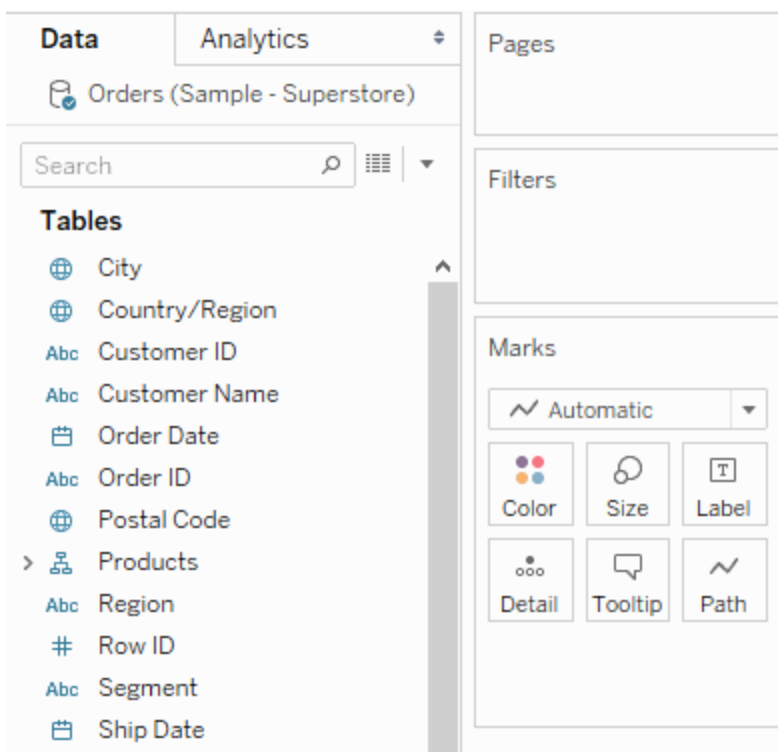 Data
Analytics
Orders (Sample - Superstore)
Search
Tables
City
Country/Region
Abc Customer ID
Abc Customer Name
Order Date
Abc Order ID
Postal Code
Products
Abc Region
# Row ID
Abc Segment
Ship Date
Pages
Filters
Marks
Automatic
Color Size T Label
Detail Tooltip Path